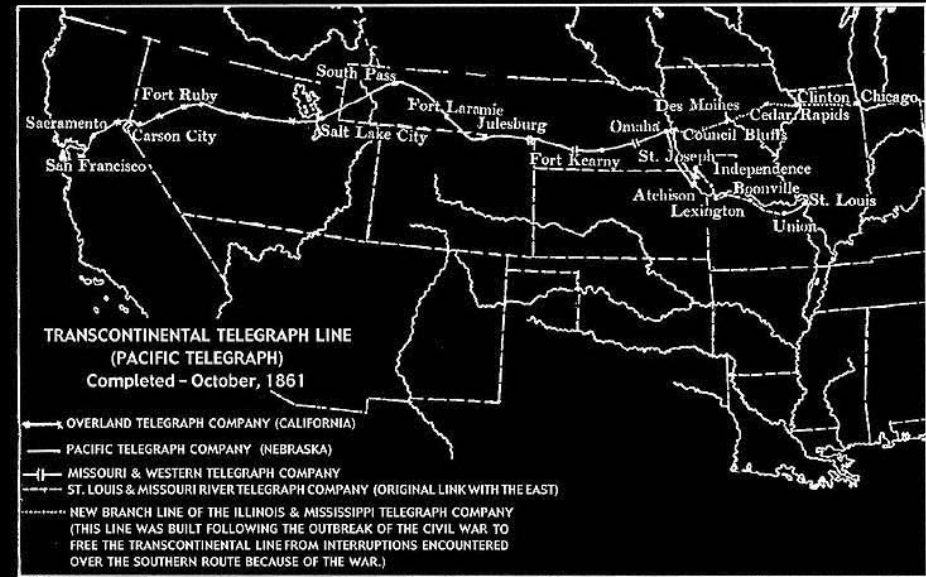 South Pass
Fort Ruby
Fort Laramie
Clinton
Chicago
Des Moines
Cedar Rapids
Sacramento
Carson City
Salt Lake City
Julesburg
Omaha
Council Bluffs
San Francisco
Fort Kearny
St. Joseph
Independence
Atchison
Boonville
St. Louis
Lexington
Union
TRANSCONTINENTAL TELEGRAPH LINE
(PACIFIC TELEGRAPH)
Completed – October, 1861
OVERLAND TELEGRAPH COMPANY (CALIFORNIA)
PACIFIC TELEGRAPH COMPANY (NEBRASKA)
MISSOURI & WESTERN TELEGRAPH COMPANY
ST. LOUIS & MISSOURI RIVER TELEGRAPH COMPANY (ORIGINAL LINK WITH THE EAST)
NEW BRANCH LINE OF THE ILLINOIS & MISSISSIPPI TELEGRAPH COMPANY
(THIS LINE WAS BUILT FOLLOWING THE OUTBREAK OF THE CIVIL WAR TO
FREE THE TRANSCONTINENTAL LINE FROM INTERRUPTIONS ENCOUNTERED
OVER THE SOUTHERN ROUTE BECAUSE OF THE WAR.)